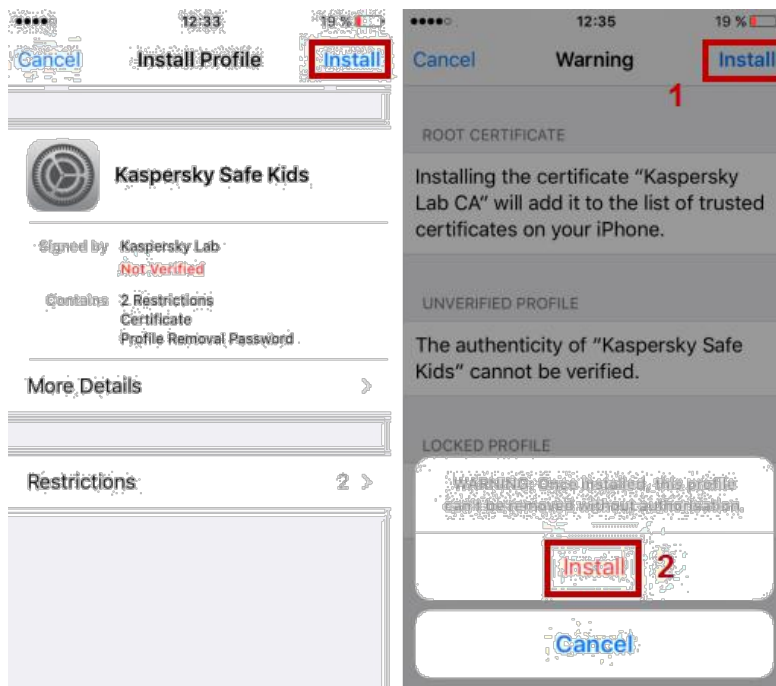 12:33
19 %
Cancel
Install Profile
Install
Kaspersky Safe Kids
Signed by Kaspersky Lab
Not Verified
Contains 2 Restrictions
Certificate
Profile Removal Password
More Details
Restrictions 2
12:35
19 %
Cancel
Warning
Install
1
ROOT CERTIFICATE
Installing the certificate “Kaspersky
Lab CA” will add it to the list of trusted
certificates on your iPhone.
UNVERIFIED PROFILE
The authenticity of “Kaspersky Safe
Kids” cannot be verified.
LOCKED PROFILE
WARNING: Once installed, this profile
can't be removed without authorisation.
Install
2
Cancel